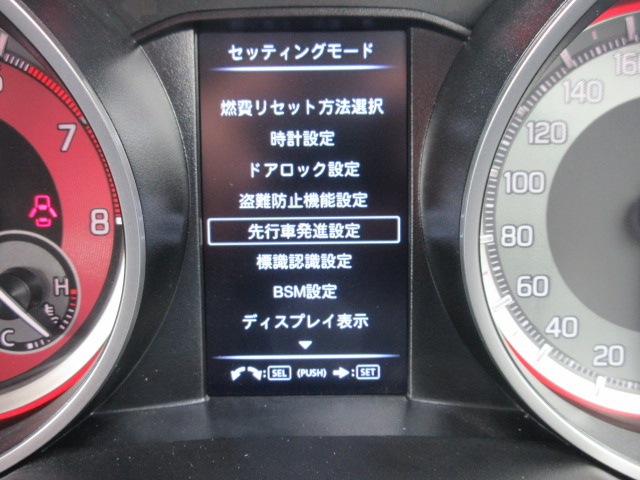 セッティングモード
燃費リセット方法選択
時計設定
ドアロック設定
盗難防止機能設定
先行車発進設定
標識認識設定
BSM設定
ディスプレイ表示
:SEL (PUSH) :SET
7
8
H
C
160
140
120
100
80
60
40
20